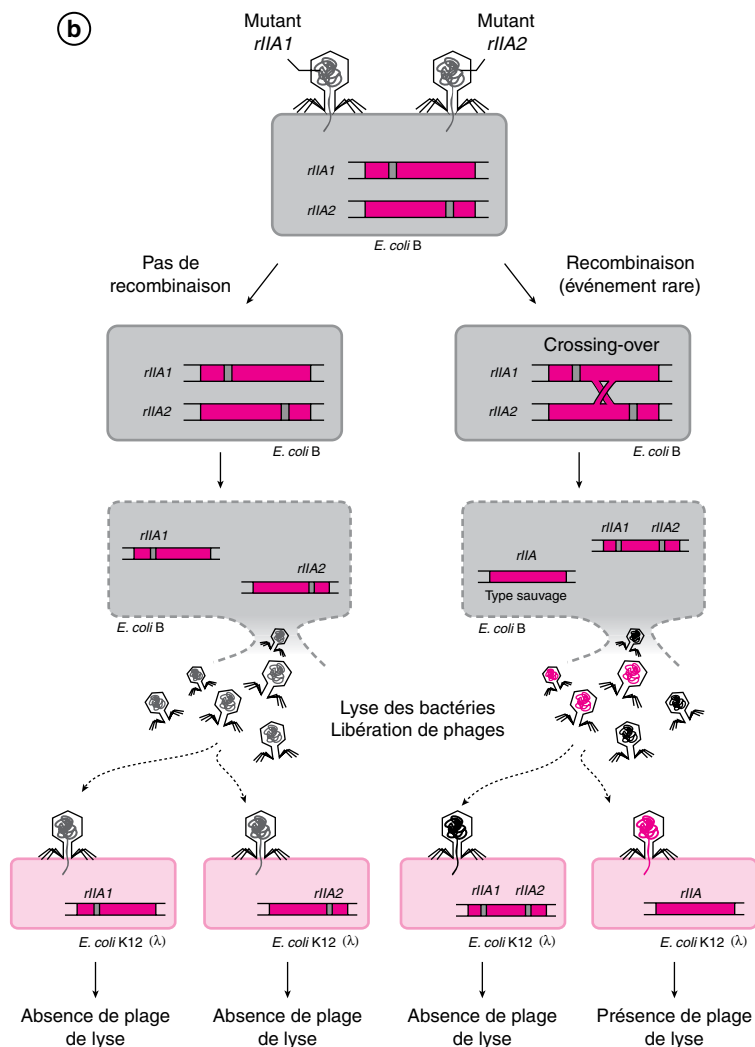 b
Mutant
rIIA1
Mutant
rIIA2
rIIA1
rIIA2
E. coli B
Pas de
recombinaison
Recombinaison
(événement rare)
rIIA1
rIIA2
E. coli B
Crossing-over
rIIA1
rIIA2
E. coli B
rIIA1
rIIA2
E. coli B
rIIA1 rIIA2
rIIA
Type sauvage
E. coli B
Lyse des bactéries
Libération de phages
rIIA1
E. coli K12 (λ)
rIIA2
E. coli K12 (λ)
rIIA1 rIIA2
E. coli K12 (λ)
rIIA
E. coli K12 (λ)
Absence de plage
de lyse
Absence de plage
de lyse
Absence de plage
de lyse
Présence de plage
de lyse